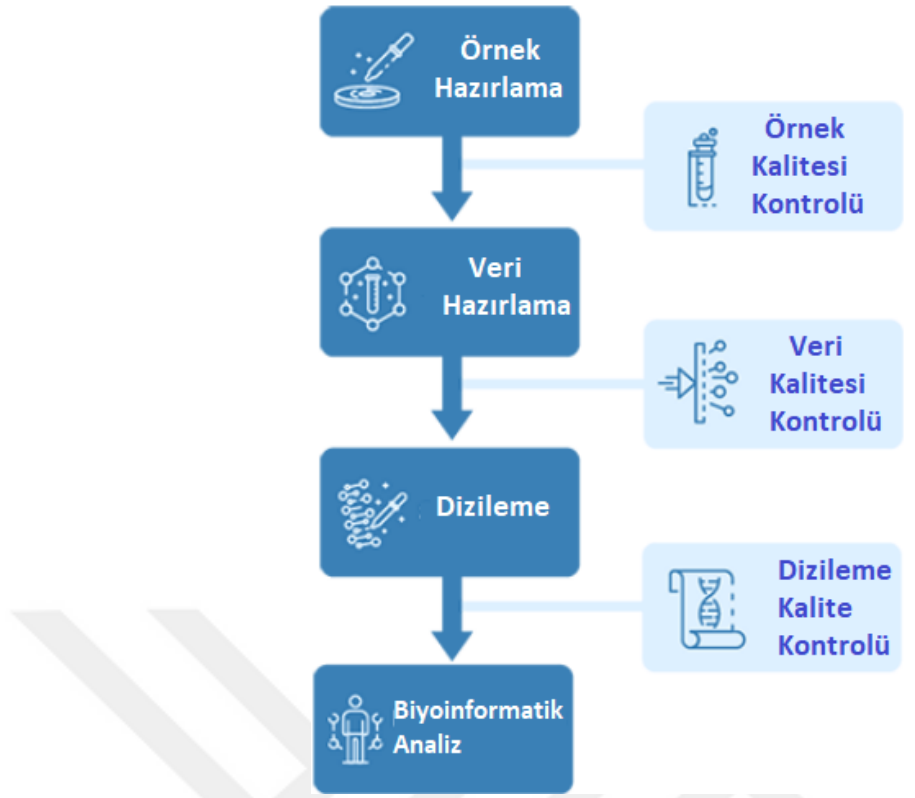 Örnek
Hazırlama
Örnek
Kalitesi
Kontrolü
Veri
Hazırlama
Veri
Kalitesi
Kontrolü
Dizileme
Dizileme
Kalite
Kontrolü
Biyoinformatik
Analiz